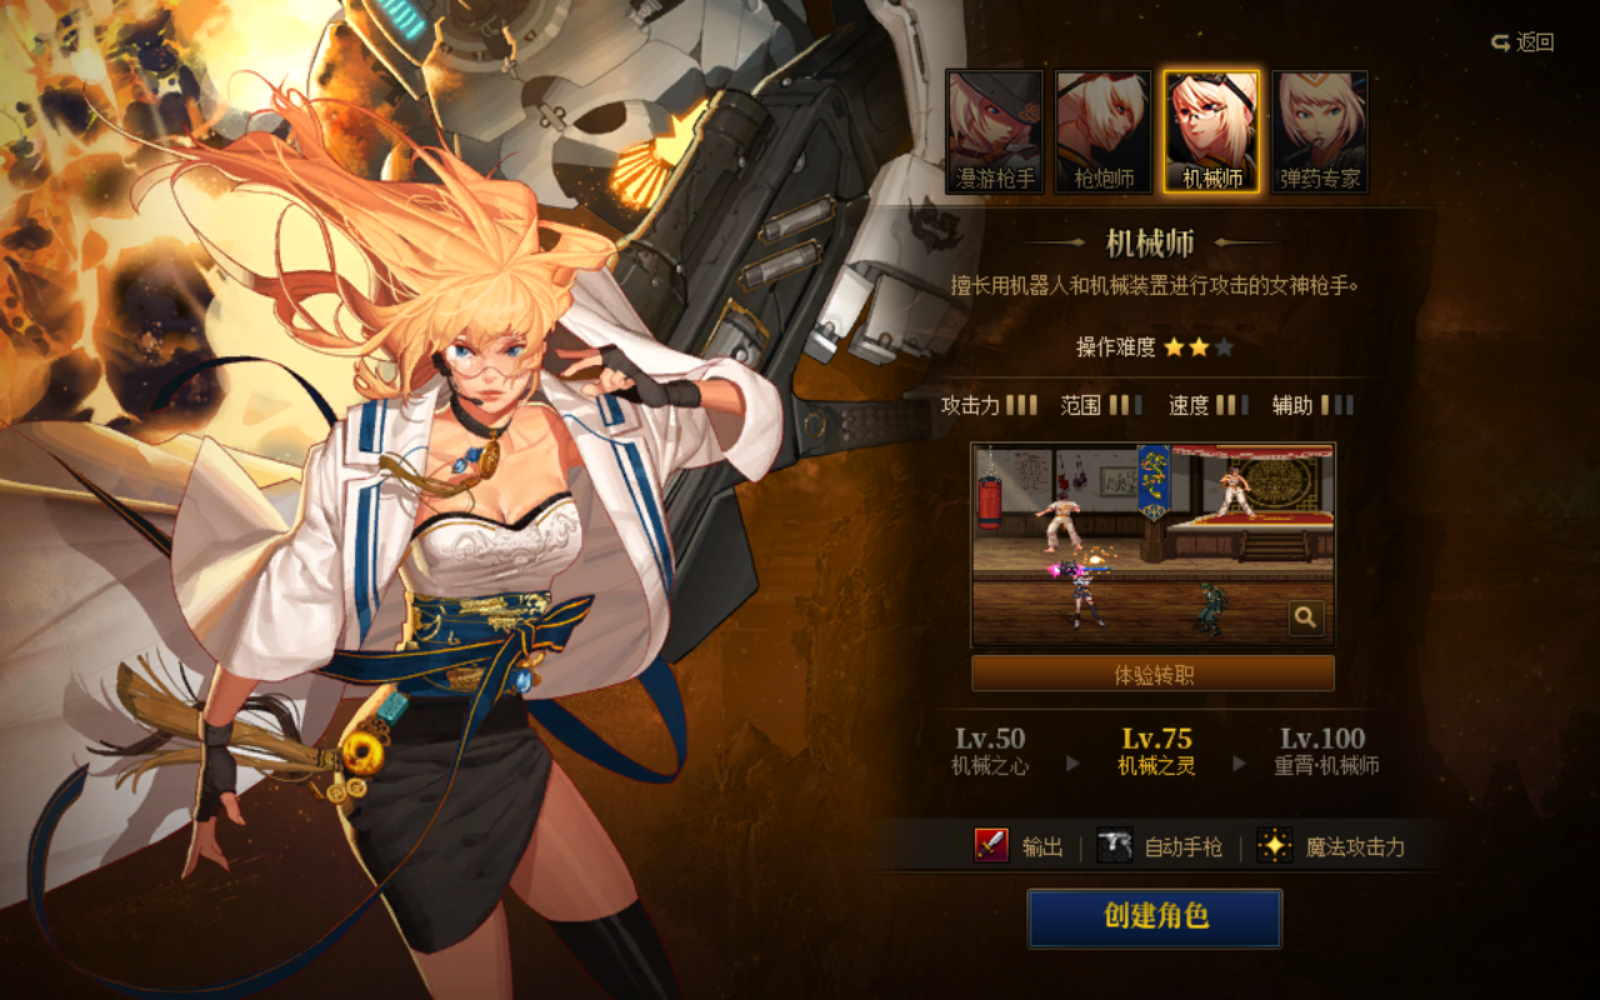 返回
漫游枪手 枪炮师 机械师 弹药专家
机械师
擅长用机器人和机械装置进行攻击的女神枪手。
操作难度
攻击力 范围 速度 辅助
体验转职
Lv.50 Lv.75 Lv.100
机械之心 机械之灵 重霄·机械师
输出 自动手枪 魔法攻击力
创建角色